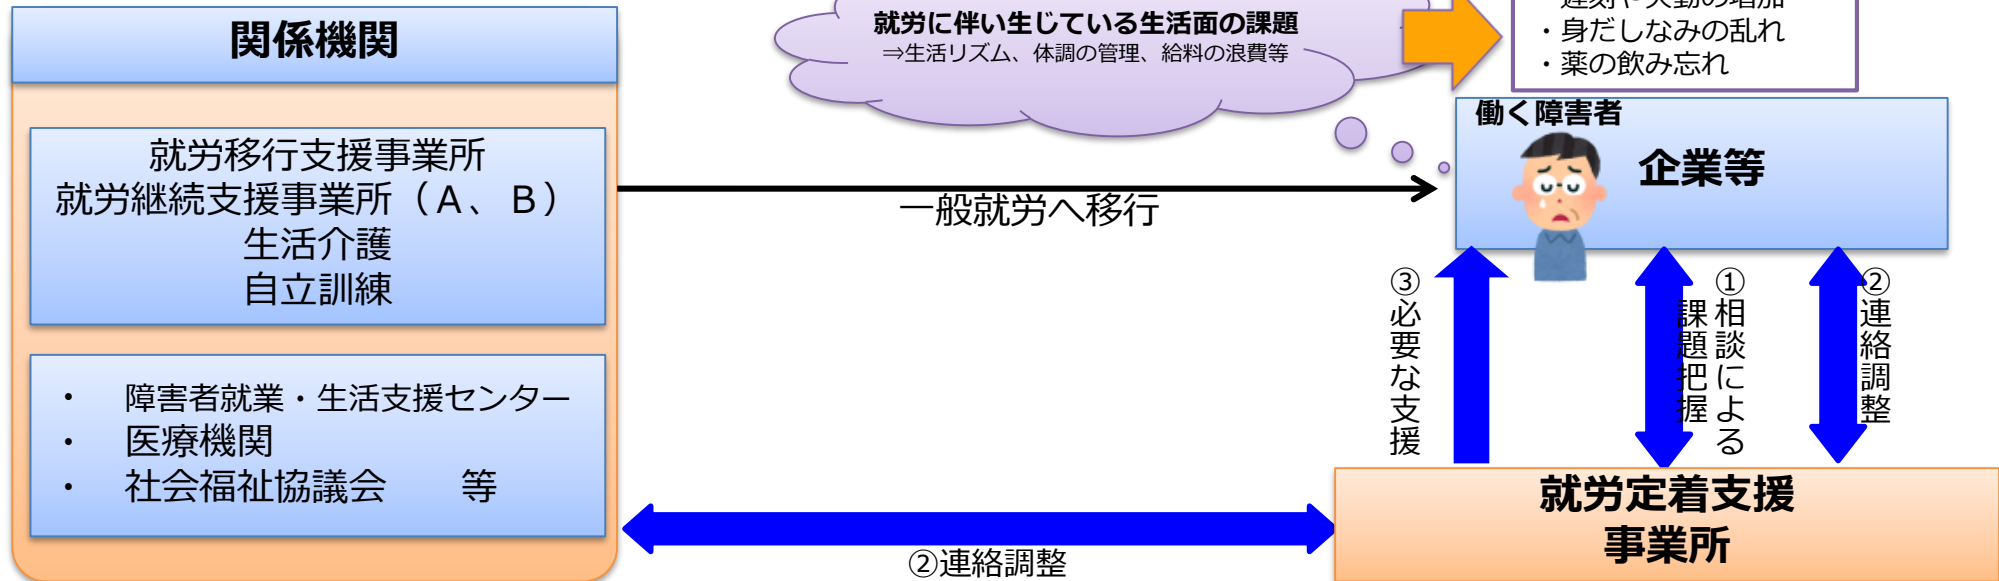 関係機関
就労移行支援事業所
就労継続支援事業所（A、B）
生活介護
自立訓練
・ 障害者就業・生活支援センター
・ 医療機関
・ 社会福祉協議会 等
就労に伴い生じている生活面の課題
⇒生活リズム、体調の管理、給料の浪費等
・身だしなみの乱れ
・薬の飲み忘れ
働く障害者
企業等
一般就労へ移行
③必要な支援
①相談による
課題把握
②連絡調整
就労定着支援
事業所
②連絡調整